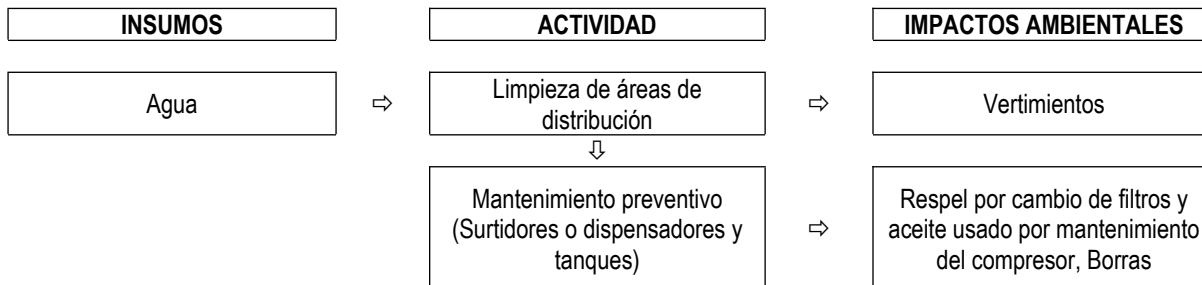 INSUMOS
ACTIVIDAD
IMPACTOS AMBIENTALES
Agua
⇨
Limpieza de áreas de
distribución
⇨
Vertimientos
⇩
Mantenimiento preventivo
(Surtidores o dispensadores y
tanques)
⇨
Respel por cambio de filtros y
aceite usado por mantenimiento
del compresor, Borras